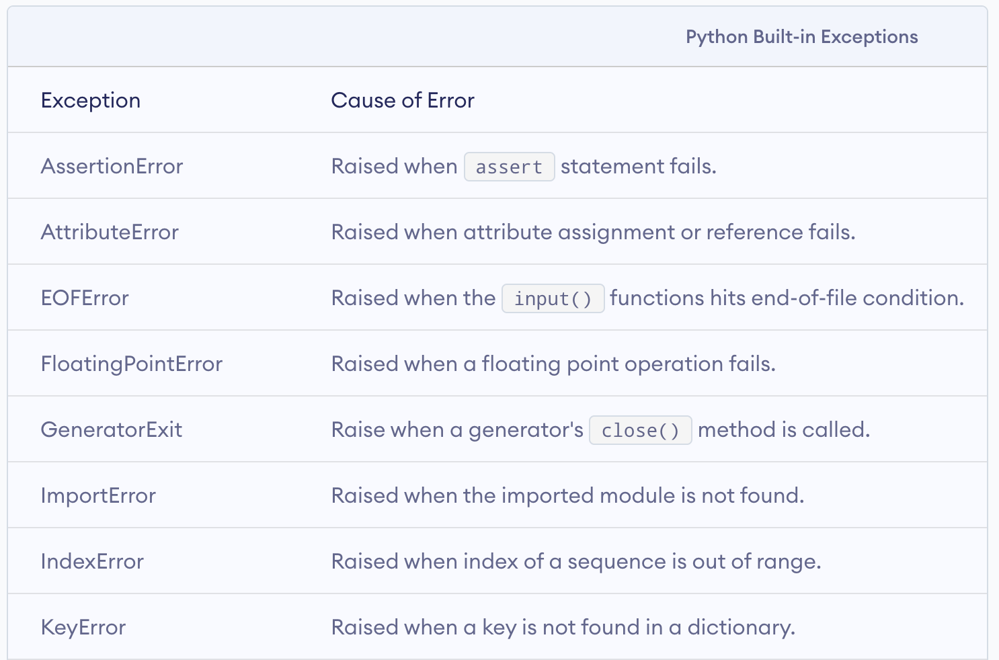 Python Built-in Exceptions
Exception Cause of Error
AssertionError Raised when assert statement fails.
AttributeError Raised when attribute assignment or reference fails.
EOFError Raised when the input() functions hits end-of-file condition.
FloatingPointError Raised when a floating point operation fails.
GeneratorExit Raise when a generator's close() method is called.
ImportError Raised when the imported module is not found.
IndexError Raised when index of a sequence is out of range.
KeyError Raised when a key is not found in a dictionary.